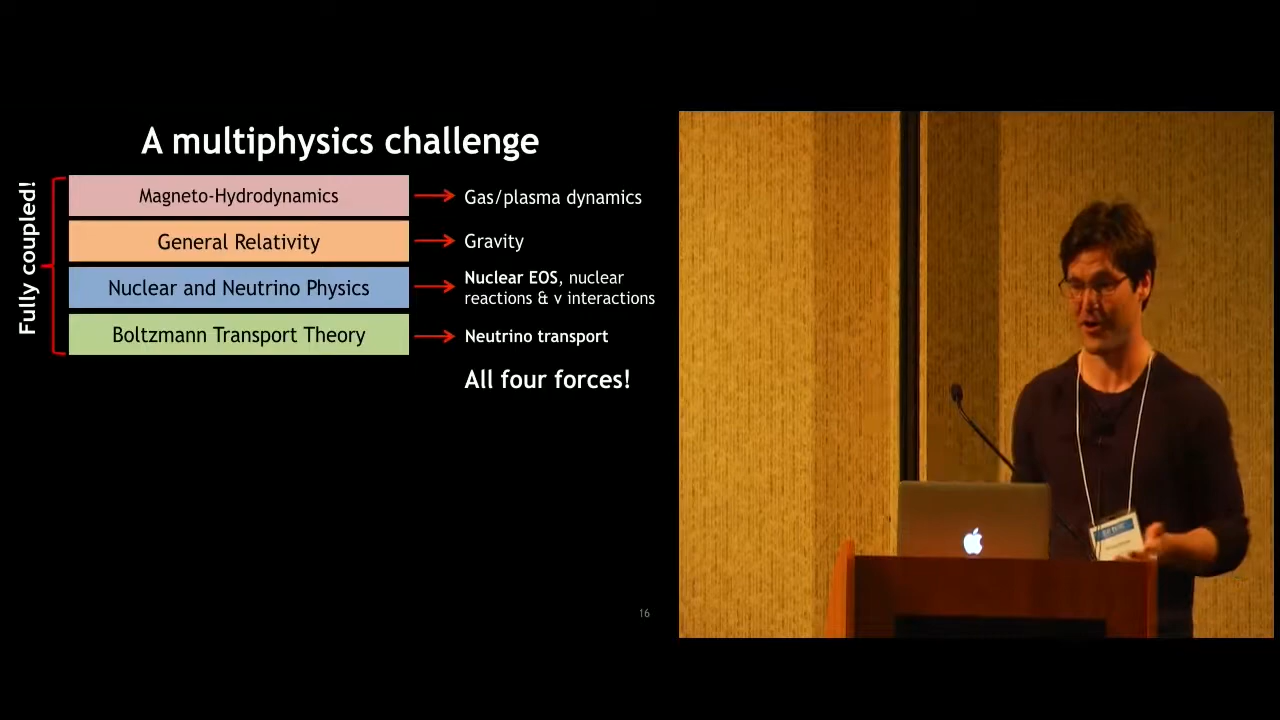 A multiphysics challenge
Fully coupled!
Magneto-Hydrodynamics
Gas/plasma dynamics
General Relativity
Gravity
Nuclear and Neutrino Physics
Nuclear EOS, nuclear
reactions & ν interactions
Boltzmann Transport Theory
Neutrino transport
All four forces!
16